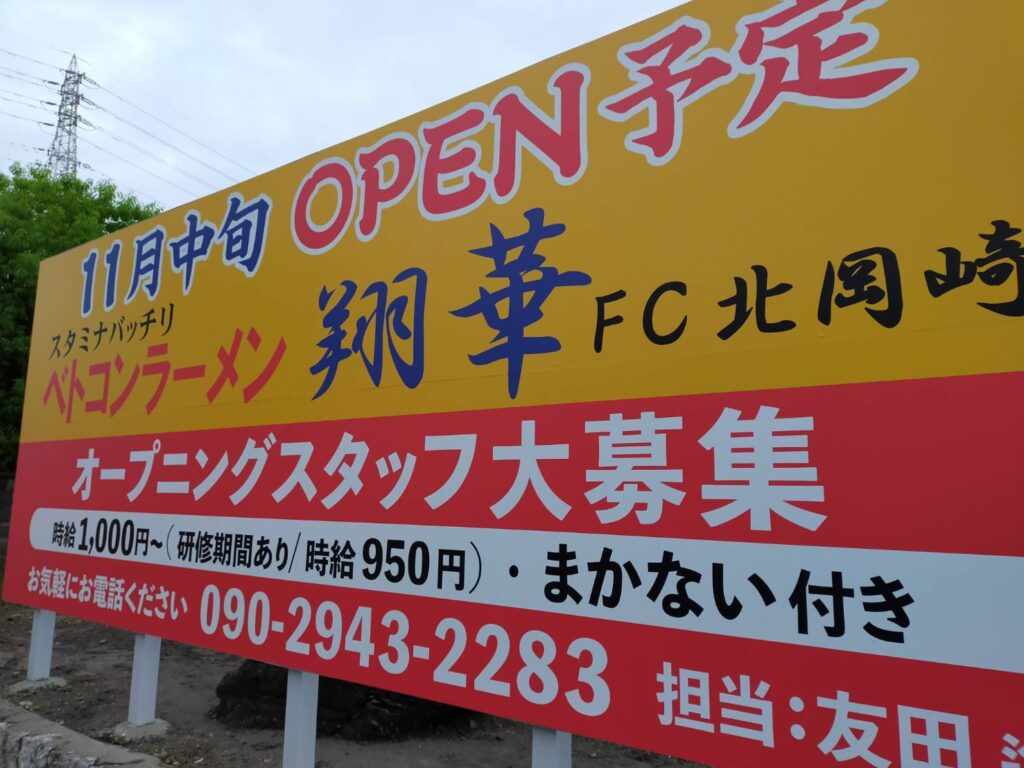 11月中旬 OPEN予定
スタミナバッチリ
ベトコンラーメン 翔華 FC北岡崎
オープニングスタッフ大募集
時給1,000円~(研修期間あり/時給950円)・まかない付き
お気軽にお電話ください 090-2943-2283 担当:友田